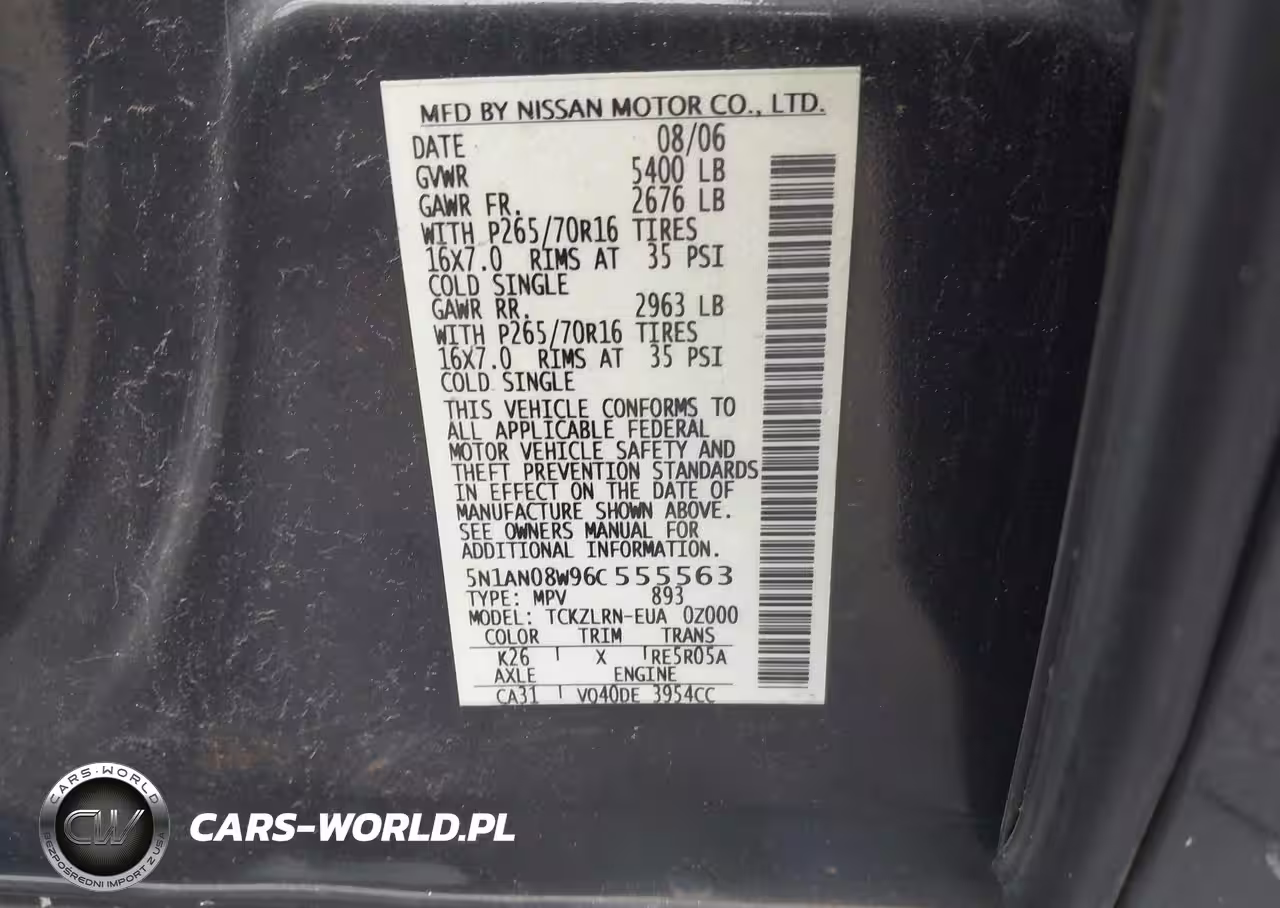 MFD BY NISSAN MOTOR CO., LTD.
DATE 08/06
GVWR 5400 LB
GAWR FR. 2676 LB
WITH P265/70R16 TIRES
16X7.0 RIMS AT 35 PSI
COLD SINGLE
GAWR RR. 2963 LB
WITH P265/70R16 TIRES
16X7.0 RIMS AT 35 PSI
COLD SINGLE
THIS VEHICLE CONFORMS TO
ALL APPLICABLE FEDERAL
MOTOR VEHICLE SAFETY AND
THEFT PREVENTION STANDARDS
IN EFFECT ON THE DATE OF
MANUFACTURE SHOWN ABOVE.
SEE OWNERS MANUAL FOR
ADDITIONAL INFORMATION.
5N1AN08W96C555563
TYPE: MPV 893
MODEL: TCKZLRN-EUA 0Z000
COLOR TRIM TRANS
K26 X RE5R05A
AXLE ENGINE
CA31 VQ40DE 3954CC
CARS-WORLD
CW
BEZPOŚREDNI IMPORT Z USA
CARS-WORLD.PL